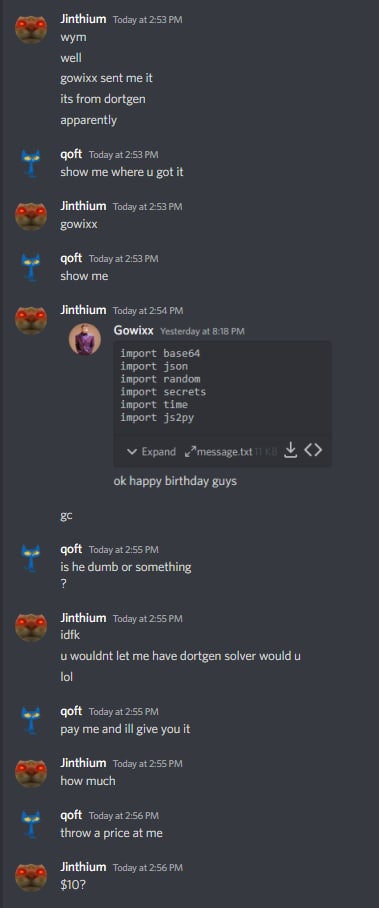 Jinthium Today at 2:53 PM
wym
well
gowixx sent me it
its from dortgen
apparently
qoft Today at 2:53 PM
show me where u got it
Jinthium Today at 2:53 PM
gowixx
qoft Today at 2:53 PM
show me
Jinthium Today at 2:54 PM
Gowixx Yesterday at 8:18 PM
import base64
import json
import random
import secrets
import time
import js2py
Expand message.txt 11 KB
ok happy birthday guys
gc
qoft Today at 2:55 PM
is he dumb or something
?
Jinthium Today at 2:55 PM
idfk
u wouldnt let me have dortgen solver would u
lol
qoft Today at 2:55 PM
pay me and ill give you it
Jinthium Today at 2:55 PM
how much
qoft Today at 2:56 PM
throw a price at me
Jinthium Today at 2:56 PM
$10?